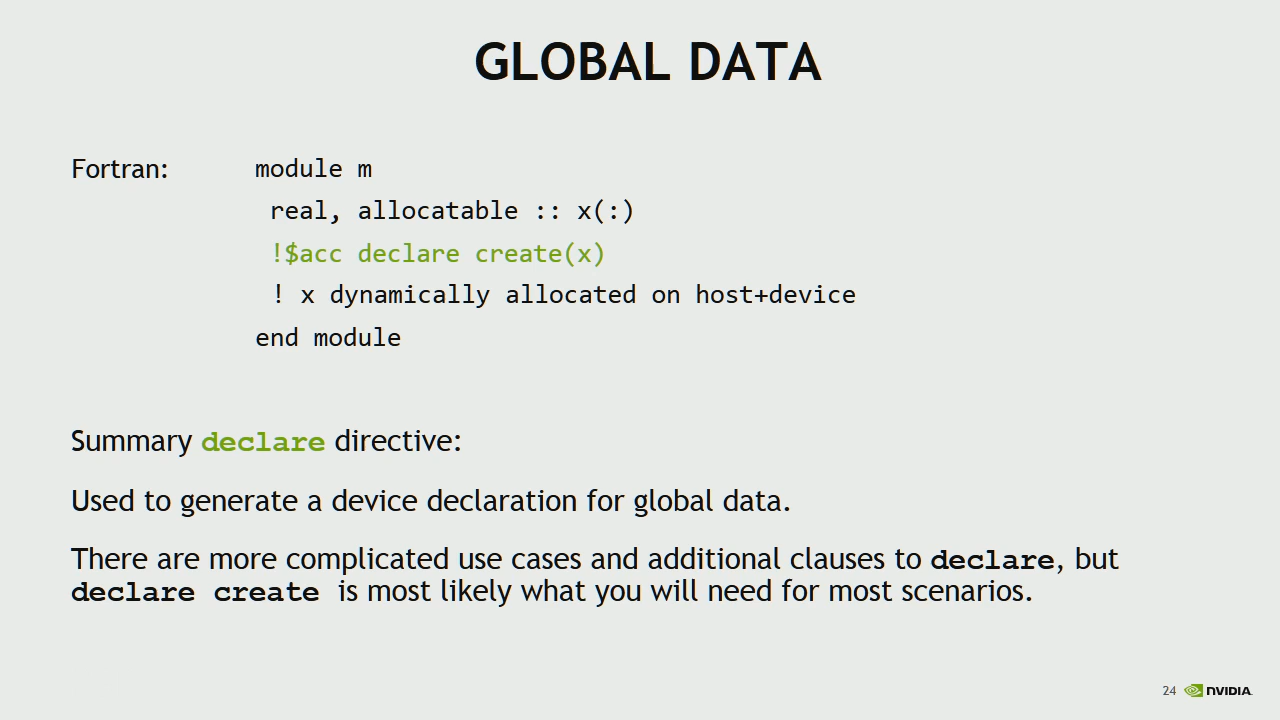 GLOBAL DATA
Fortran: module m
real, allocatable :: x(:)
!$acc declare create(x)
! x dynamically allocated on host+device
end module
Summary declare directive:
Used to generate a device declaration for global data.
There are more complicated use cases and additional clauses to declare, but
declare create is most likely what you will need for most scenarios.
24 NVIDIA.